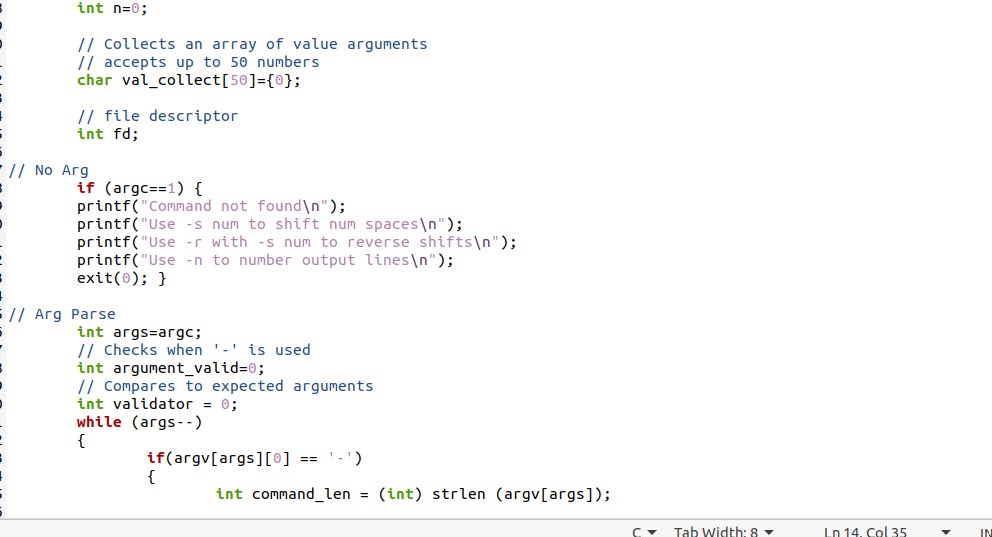 int n=0;
// Collects an array of value arguments
// accepts up to 50 numbers
char val_collect[50]={0};
// file descriptor
int fd;
// No Arg
if (argc==1) {
printf("Command not found\n");
printf("Use -s num to shift num spaces\n");
printf("Use -r with -s num to reverse shifts\n");
printf("Use -n to number output lines\n");
exit(0); }
// Arg Parse
int args=argc;
// Checks when '-' is used
int argument_valid=0;
// Compares to expected arguments
int validator = 0;
while (args--)
{
if(argv[args][0] == '-')
{
int command_len = (int) strlen (argv[args]);
C Tab Width: 8 Ln 14, Col 35